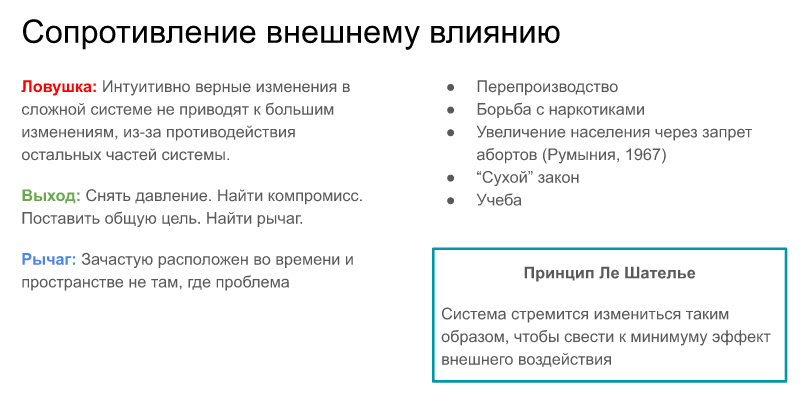 Сопротивление внешнему влиянию
Ловушка: Интуитивно верные изменения в
сложной системе не приводят к большим
изменениям, из-за противодействия
остальных частей системы.
Выход: Снять давление. Найти компромисс.
Поставить общую цель. Найти рычаг.
Рычаг: Зачастую расположен во времени и
пространстве не там, где проблема
● Перепроизводство
● Борьба с наркотиками
● Увеличение населения через запрет
абортов (Румыния, 1967)
● “Сухой” закон
● Учеба
Принцип Ле Шателье
Система стремится измениться таким
образом, чтобы свести к минимуму эффект
внешнего воздействия